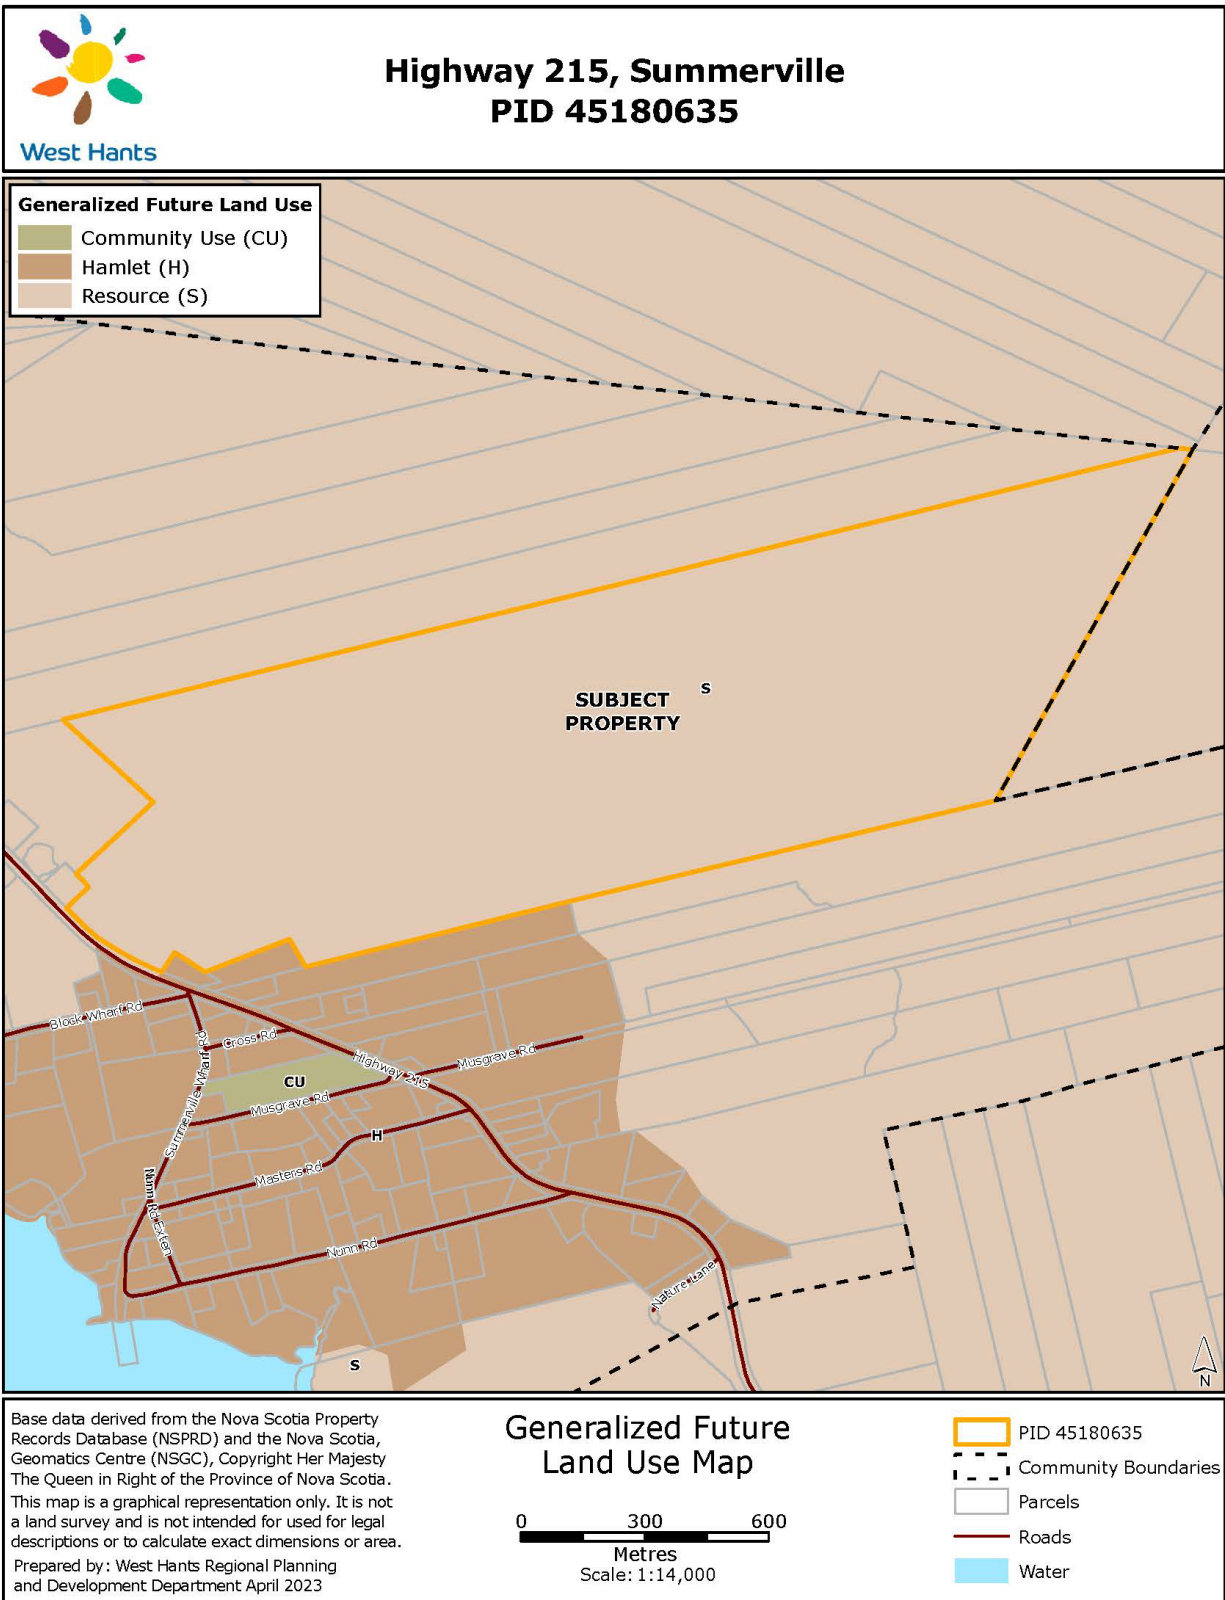 West Hants
Highway 215, Summerville
PID 45180635
Generalized Future Land Use
Community Use (CU)
Hamlet (H)
Resource (S)
SUBJECT
PROPERTY
S
Block Wharf Rd
Summerville Wharf Rd
Cross Rd
CU
Highway 215
Musgrave Rd
Musgrave Rd
H
Masters Rd
Nunn Rd Exten
Nunn Rd
Nature Lane
S
N
Base data derived from the Nova Scotia Property
Records Database (NSPRD) and the Nova Scotia,
Geomatics Centre (NSGC), Copyright Her Majesty
The Queen in Right of the Province of Nova Scotia.
This map is a graphical representation only. It is not
a land survey and is not intended for used for legal
descriptions or to calculate exact dimensions or area.
Prepared by: West Hants Regional Planning
and Development Department April 2023
Generalized Future
Land Use Map
0 300 600
Metres
Scale: 1:14,000
PID 45180635
Community Boundaries
Parcels
Roads
Water